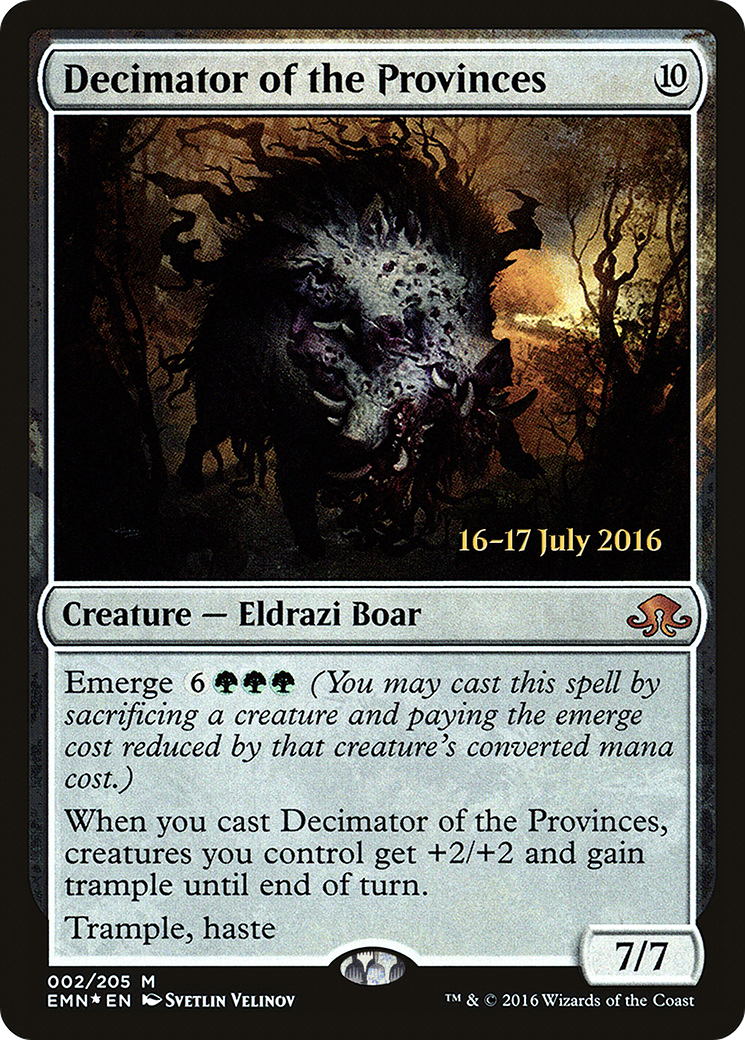 Decimator of the Provinces 10
16–17 July 2016
Creature — Eldrazi Boar
Emerge 6 (You may cast this spell by
sacrificing a creature and paying the emerge
cost reduced by that creature's converted mana
cost.)
When you cast Decimator of the Provinces,
creatures you control get +2/+2 and gain
trample until end of turn.
Trample, haste
7/7
002/205 M
EMN★EN Svetlin Velinov
™ & © 2016 Wizards of the Coast